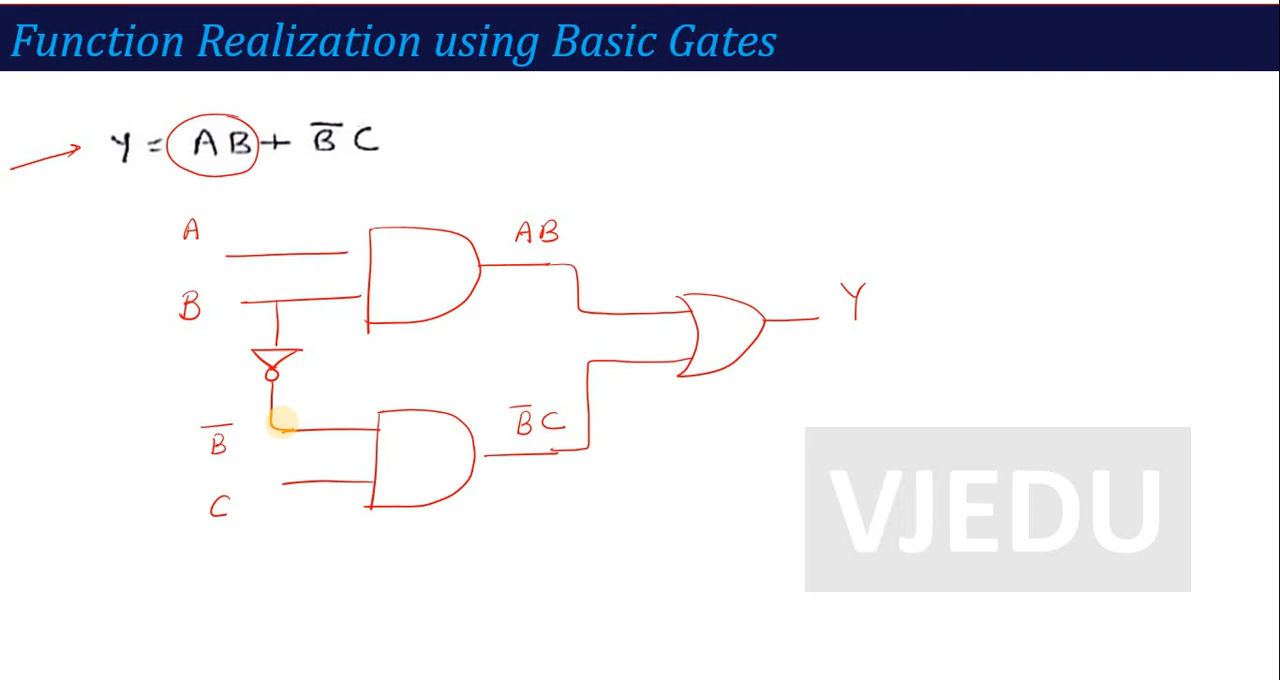 Function Realization using Basic Gates
Y = AB + B̅ C
A
AB
B
Y
B̅
B̅ C
C
VJEDU